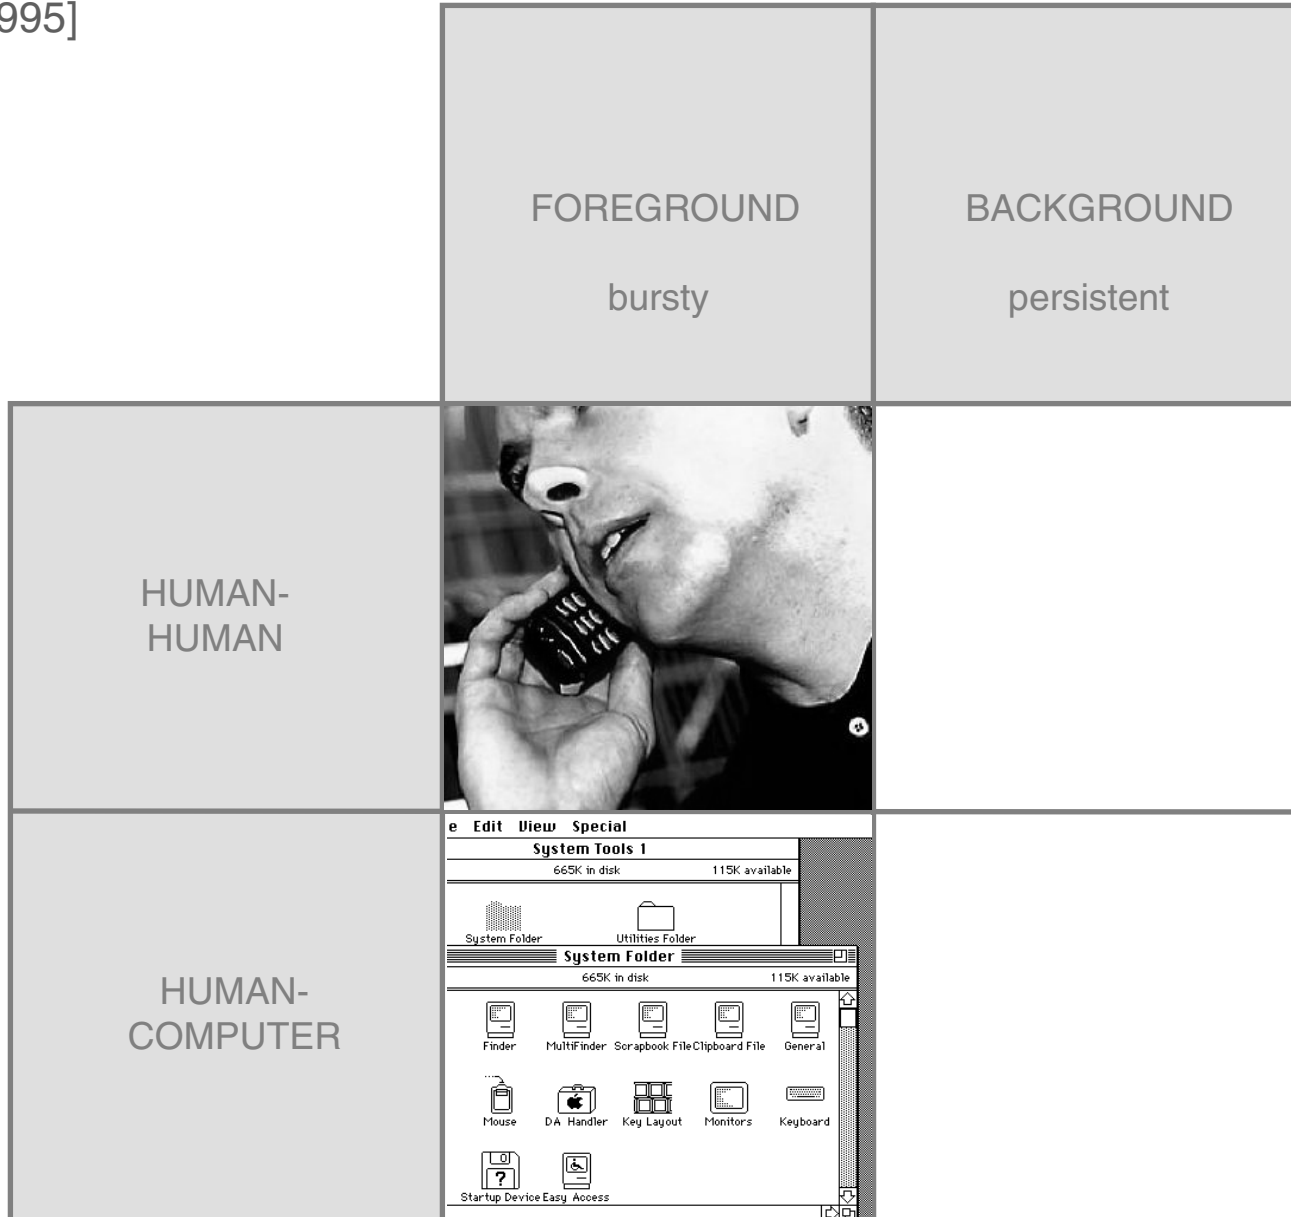 995]
FOREGROUND
BACKGROUND
bursty
persistent
HUMAN-
HUMAN
HUMAN-
COMPUTER
e Edit View Special
System Tools 1
665K in disk 115K available
System Folder Utilities Folder
System Folder
665K in disk 115K available
Finder MultiFinder Scrapbook File Clipboard File General
Mouse DA Handler Key Layout Monitors Keyboard
?
Startup Device Easy Access